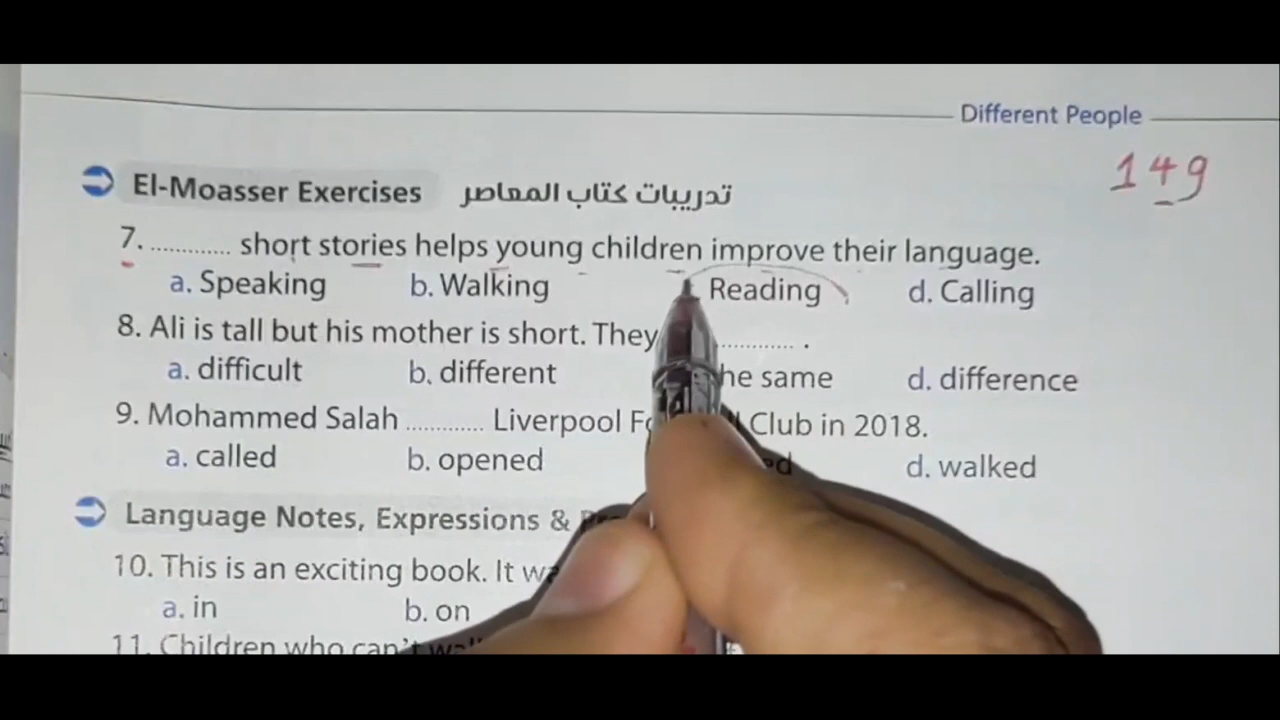 Different People
149
El-Moasser Exercises تدريبات كتاب المعاصر
7. ............ short stories helps young children improve their language.
a. Speaking b. Walking Reading d. Calling
8. Ali is tall but his mother is short. They ............ .
a. difficult b. different he same d. difference
9. Mohammed Salah ............ Liverpool Club in 2018.
a. called b. opened d. walked
Language Notes, Expressions &
10. This is an exciting book. It
a. in b. on
11. Children who can't